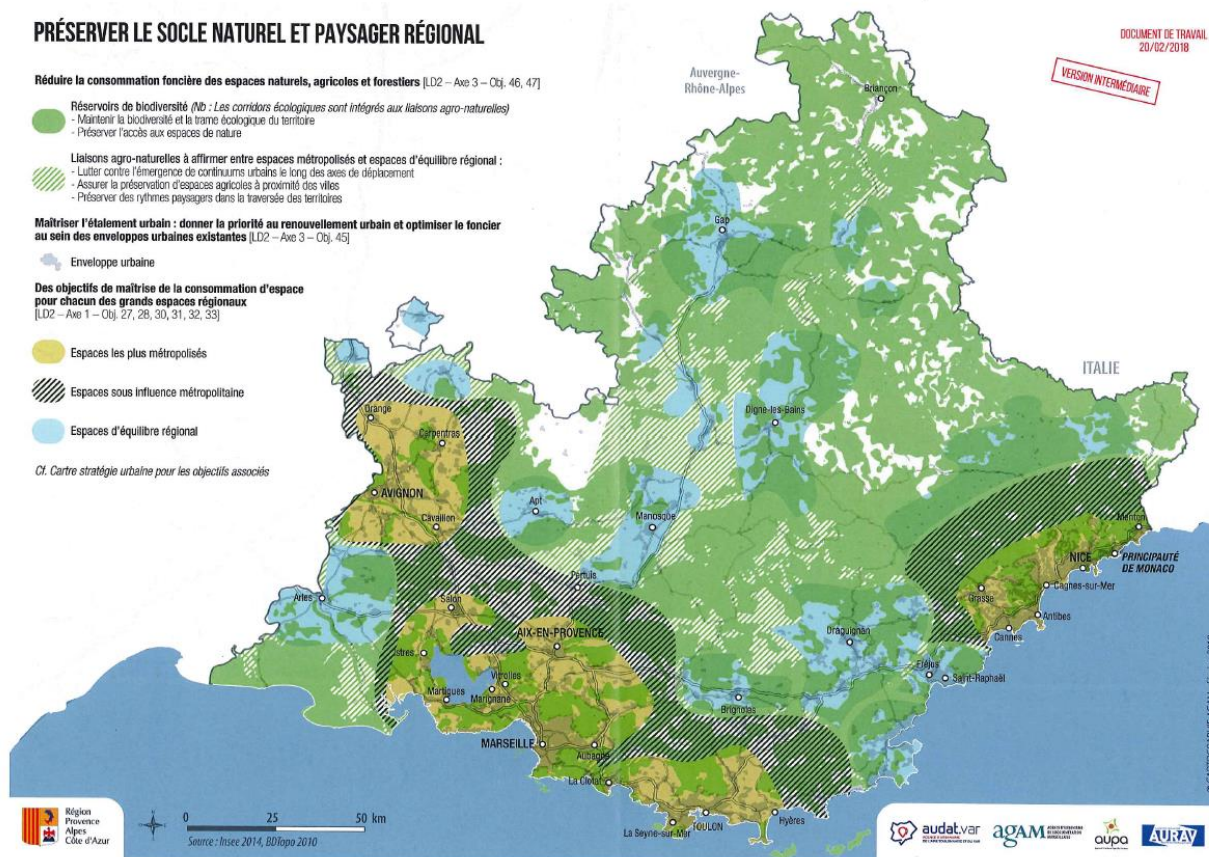 PRÉSERVER LE SOCLE NATUREL ET PAYSAGER RÉGIONAL
DOCUMENT DE TRAVAIL
20/02/2018
VERSION INTERMÉDIAIRE
Réduire la consommation foncière des espaces naturels, agricoles et forestiers [LD2 – Axe 3 – Obj. 46, 47]
Réservoirs de biodiversité (Nb : Les corridors écologiques sont intégrés aux liaisons agro-naturelles)
- Maintenir la biodiversité et la trame écologique du territoire
- Préserver l'accès aux espaces de nature
Liaisons agro-naturelles à affirmer entre espaces métropolisés et espaces d'équilibre régional :
- Lutter contre l'émergence de continuums urbains le long des axes de déplacement
- Assurer la préservation d'espaces agricoles à proximité des villes
- Préserver des rythmes paysagers dans la traversée des territoires
Maîtriser l'étalement urbain : donner la priorité au renouvellement urbain et optimiser le foncier
au sein des enveloppes urbaines existantes [LD2 – Axe 3 – Obj. 45]
Enveloppe urbaine
Des objectifs de maîtrise de la consommation d'espace
pour chacun des grands espaces régionaux
[LD2 – Axe 1 – Obj. 27, 28, 30, 31, 32, 33]
Espaces les plus métropolisés
Espaces sous influence métropolitaine
Espaces d'équilibre régional
Cf. Cartre stratégie urbaine pour les objectifs associés
Auvergne-
Rhône-Alpes
Briançon
Gap
ITALIE
Orange
Carpentras
Digne-les-Bains
AVIGNON
Cavaillon
Apt
Manosque
Menton
NICE
PRINCIPAUTÉ
DE MONACO
Cagnes-sur-Mer
Grasse
Antibes
Cannes
Pertuis
Arles
Salon
AIX-EN-PROVENCE
Draguignan
Istres
Fréjus
Saint-Raphaël
Vitrolles
Martigues
Marignane
Brignoles
MARSEILLE
Aubagne
La Ciotat
La Seyne-sur-Mer
TOULON
Hyères
Région
Provence
Alpes
Côte d'Azur
0 25 50 km
Source : Insee 2014, BDTopo 2010
audat.var
agAM
aupa
AURAV